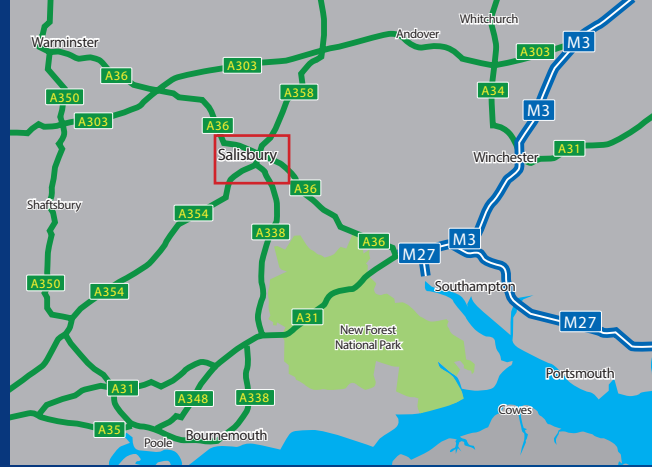 Whitchurch
Andover
Warminster
M3
A303
A303
A36
A34
A358
A350
M3
A303
A36
A31
Salisbury
Winchester
A36
Shaftsbury
A354
A338
A36
M3
M27
A350
A354
Southampton
A31
M27
New Forest
National Park
Portsmouth
A31
A348
A338
Cowes
A35
Bournemouth
Poole